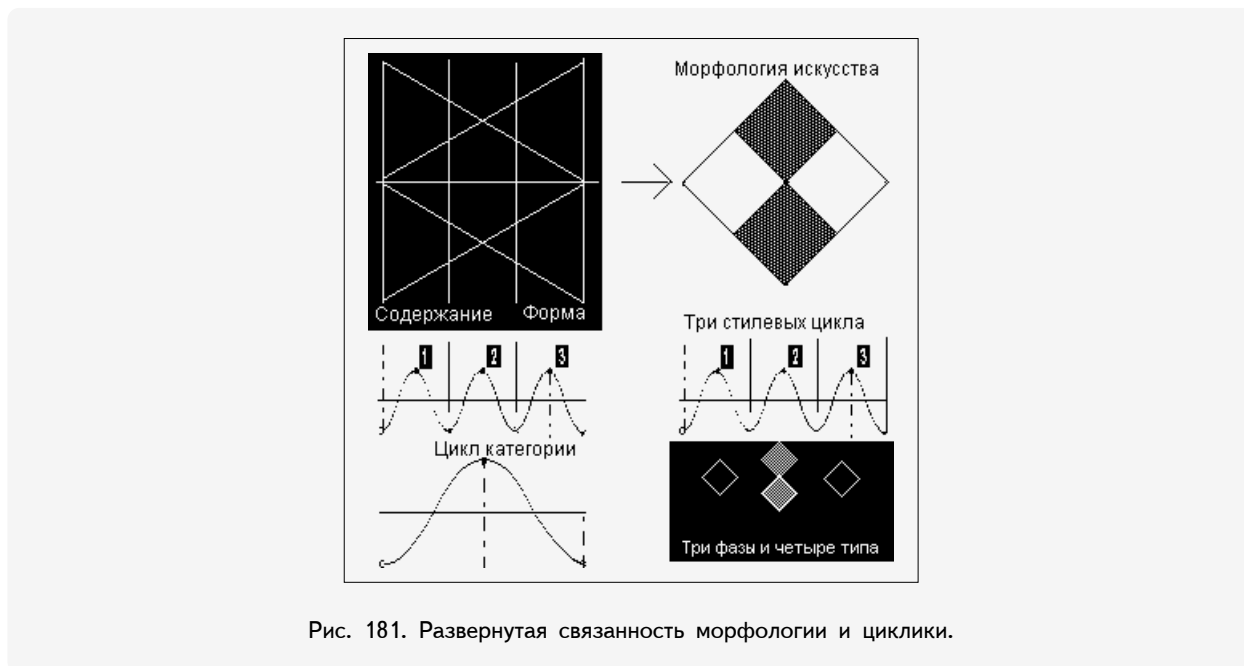 Морфология искусства
Содержание Форма
Три стилевых цикла
1 2 3
1 2 3
Цикл категории
Три фазы и четыре типа
Рис. 181. Развернутая связанность морфологии и циклики.